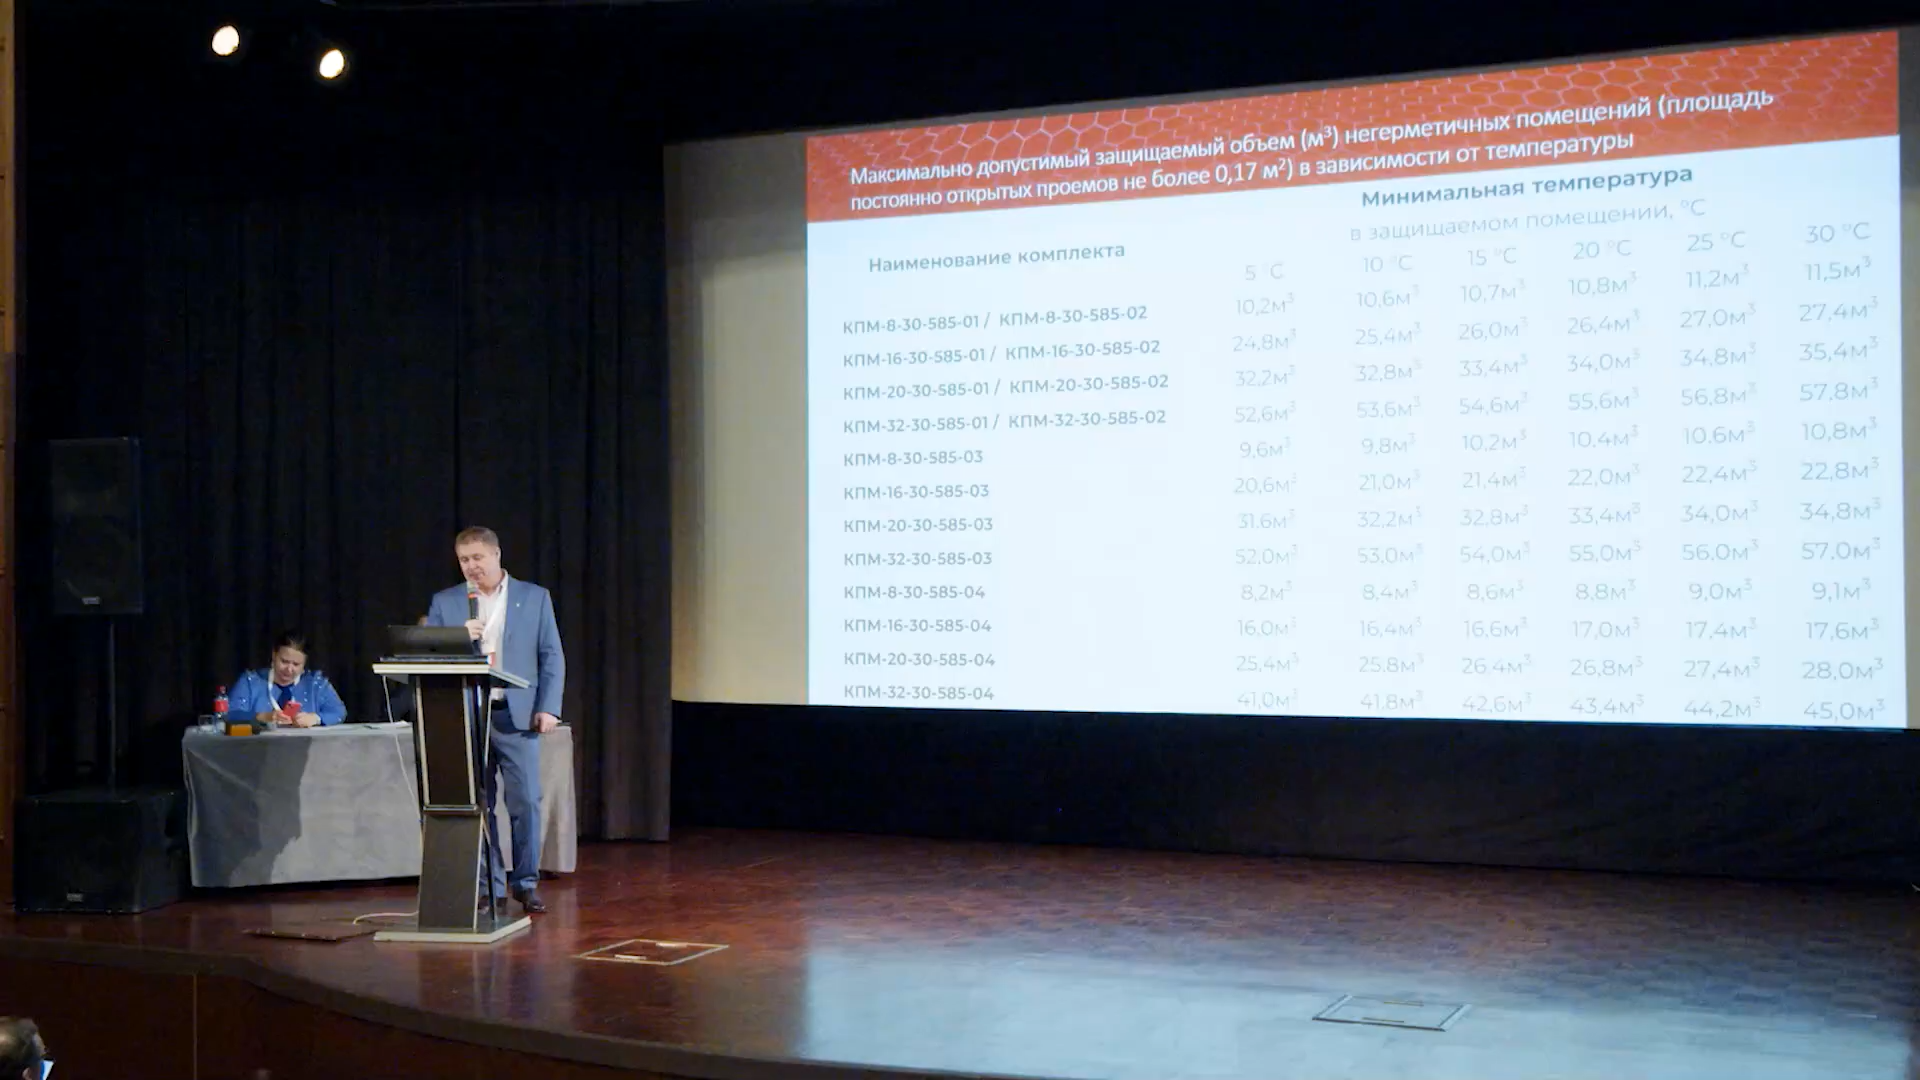 Максимально допустимый защищаемый объем (м³) негерметичных помещений (площадь
постоянно открытых проемов не более 0,17 м²) в зависимости от температуры
Наименование комплекта
Минимальная температура
в защищаемом помещении, °C
5 °C 10 °C 15 °C 20 °C 25 °C 30 °C
КПМ-8-30-585-01 / КПМ-8-30-585-02 10,2м³ 10,6м³ 10,7м³ 10,8м³ 11,2м³ 11,5м³
КПМ-16-30-585-01 / КПМ-16-30-585-02 24,8м³ 25,4м³ 26,0м³ 26,4м³ 27,0м³ 27,4м³
КПМ-20-30-585-01 / КПМ-20-30-585-02 32,2м³ 32,8м³ 33,4м³ 34,0м³ 34,8м³ 35,4м³
КПМ-32-30-585-01 / КПМ-32-30-585-02 52,6м³ 53,6м³ 54,6м³ 55,6м³ 56,8м³ 57,8м³
КПМ-8-30-585-03 9,6м³ 9,8м³ 10,2м³ 10,4м³ 10,6м³ 10,8м³
КПМ-16-30-585-03 20,6м³ 21,0м³ 21,4м³ 22,0м³ 22,4м³ 22,8м³
КПМ-20-30-585-03 31,6м³ 32,2м³ 32,8м³ 33,4м³ 34,0м³ 34,8м³
КПМ-32-30-585-03 52,0м³ 53,0м³ 54,0м³ 55,0м³ 56,0м³ 57,0м³
КПМ-8-30-585-04 8,2м³ 8,4м³ 8,6м³ 8,8м³ 9,0м³ 9,1м³
КПМ-16-30-585-04 16,0м³ 16,4м³ 16,6м³ 17,0м³ 17,4м³ 17,6м³
КПМ-20-30-585-04 25,4м³ 25,8м³ 26,4м³ 26,8м³ 27,4м³ 28,0м³
КПМ-32-30-585-04 41,0м³ 41,8м³ 42,6м³ 43,4м³ 44,2м³ 45,0м³